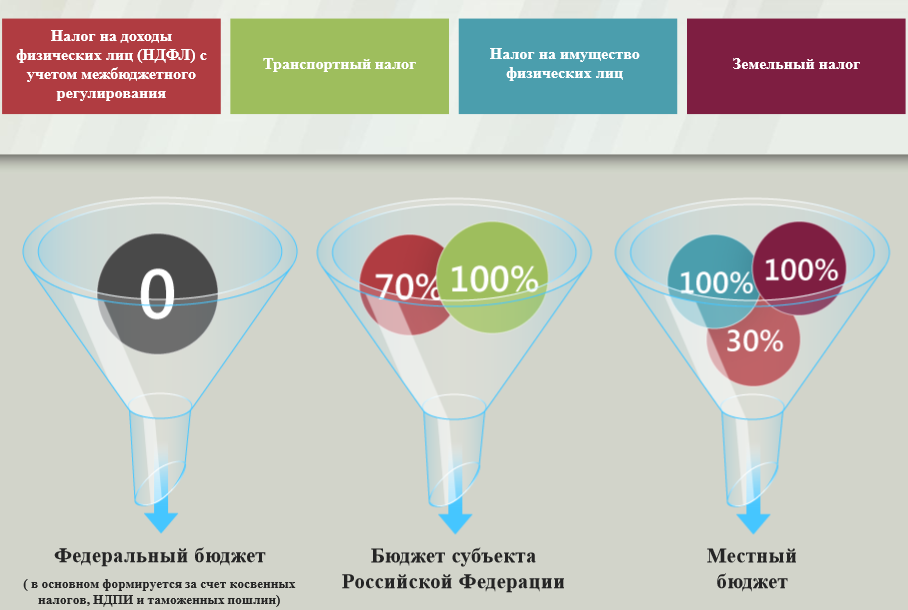 Налог на доходы
физических лиц (НДФЛ) с
учетом межбюджетного
регулирования
Транспортный налог
Налог на имущество
физических лиц
Земельный налог
0
70%
100%
100%
100%
30%
Федеральный бюджет
( в основном формируется за счет косвенных
налогов, НДПИ и таможенных пошлин)
Бюджет субъекта
Российской Федерации
Местный
бюджет